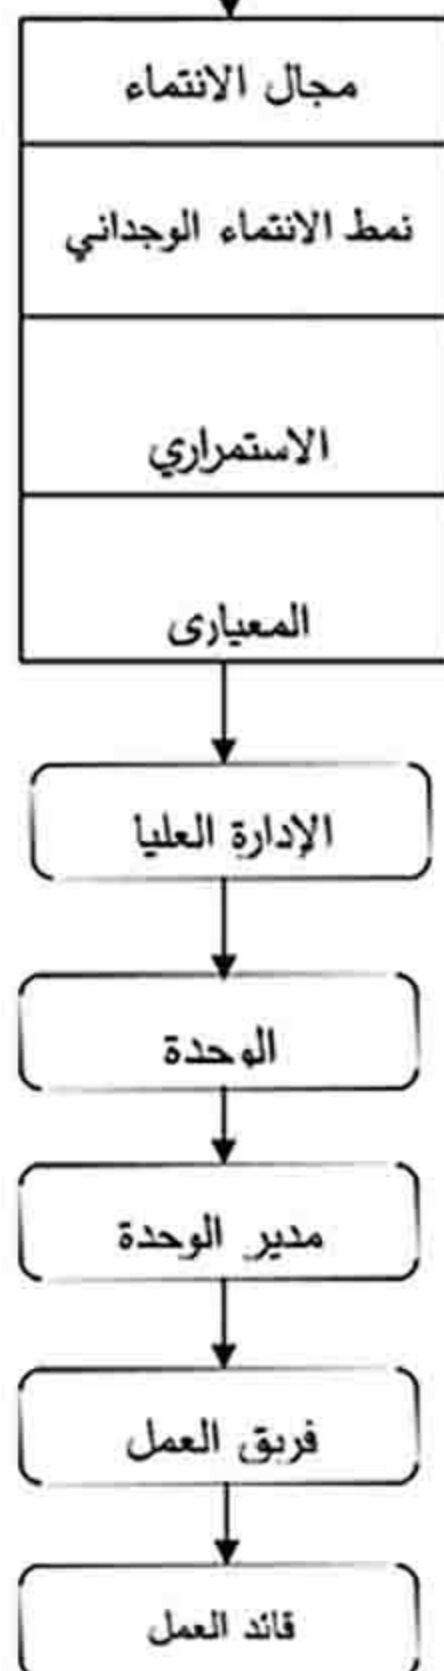 مجال الانتماء
نمط الانتماء الوجداني
الاستمراري
المعيارى
الإدارة العليا
الوحدة
مدير الوحدة
فريق العمل
قائد العمل